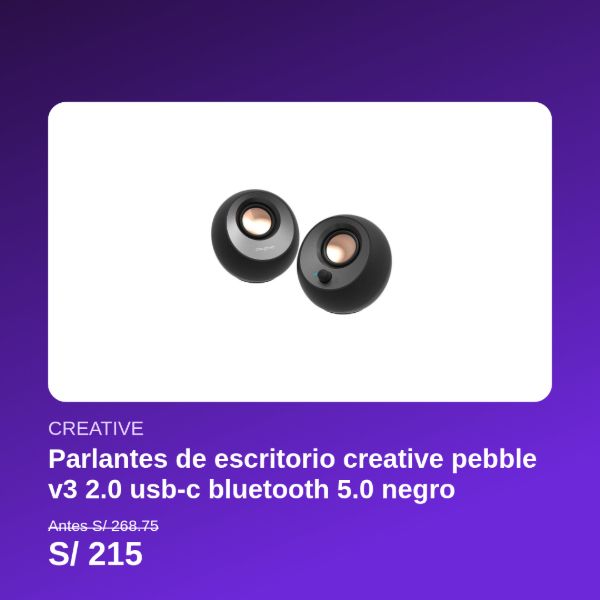 CREATIVE
Parlantes de escritorio creative pebble
v3 2.0 usb-c bluetooth 5.0 negro
Antes S/ 268.75
S/ 215